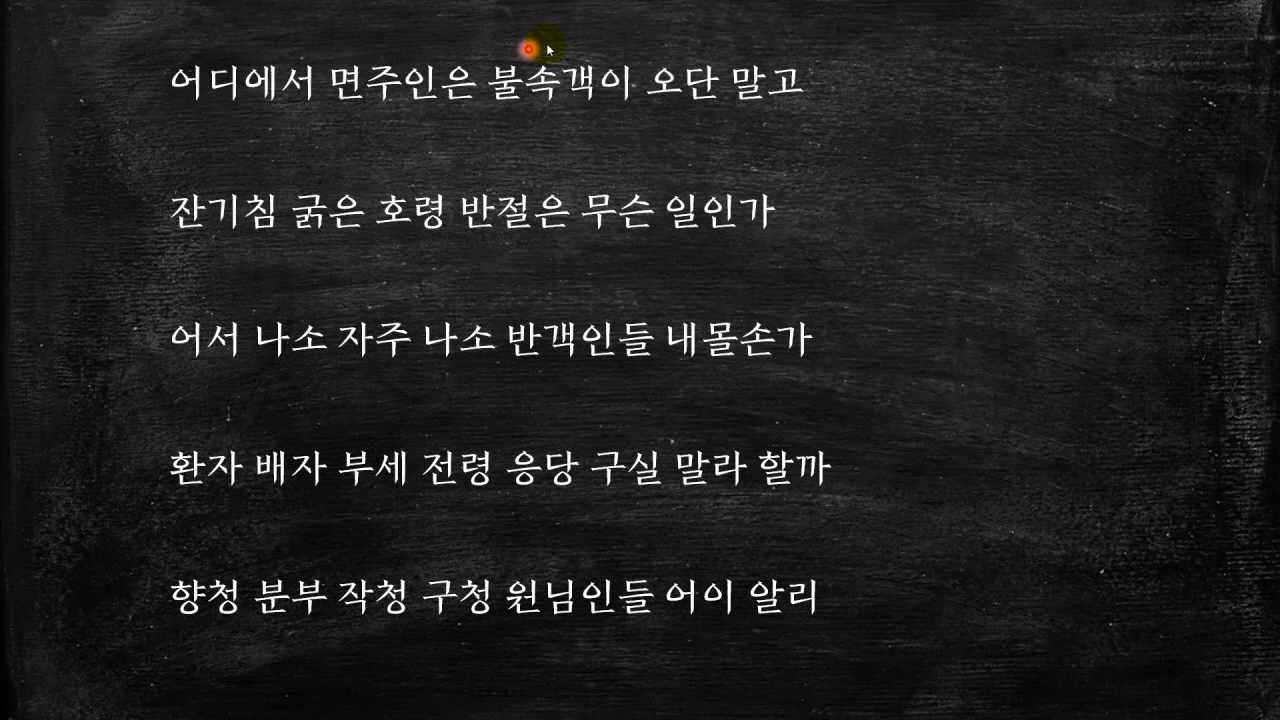 어디에서 면주인은 불속객이 오단 말고
잔기침 굵은 호령 반절은 무슨 일인가
어서 나소 자주 나소 반객인들 내몰손가
환자 배자 부세 전령 응당 구실 말라 할까
향청 분부 작청 구청 원님인들 어이 알리